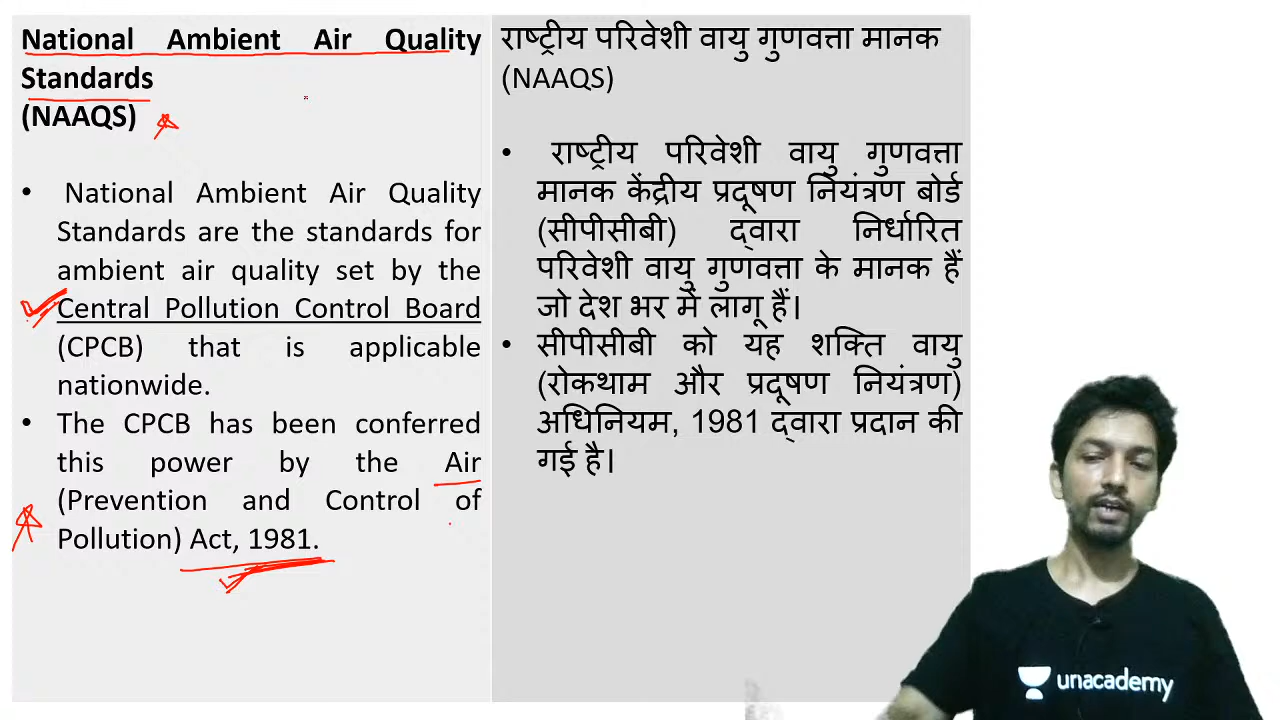 National Ambient Air Quality
Standards
(NAAQS)
• National Ambient Air Quality
Standards are the standards for
ambient air quality set by the
Central Pollution Control Board
(CPCB) that is applicable
nationwide.
• The CPCB has been conferred
this power by the Air
(Prevention and Control of
Pollution) Act, 1981.
राष्ट्रीय परिवेशी वायु गुणवत्ता मानक
(NAAQS)
• राष्ट्रीय परिवेशी वायु गुणवत्ता
मानक केंद्रीय प्रदूषण नियंत्रण बोर्ड
(सीपीसीबी) द्वारा निर्धारित
परिवेशी वायु गुणवत्ता के मानक हैं
जो देश भर में लागू हैं।
• सीपीसीबी को यह शक्ति वायु
(रोकथाम और प्रदूषण नियंत्रण)
अधिनियम, 1981 द्वारा प्रदान की
गई है।
unacademy